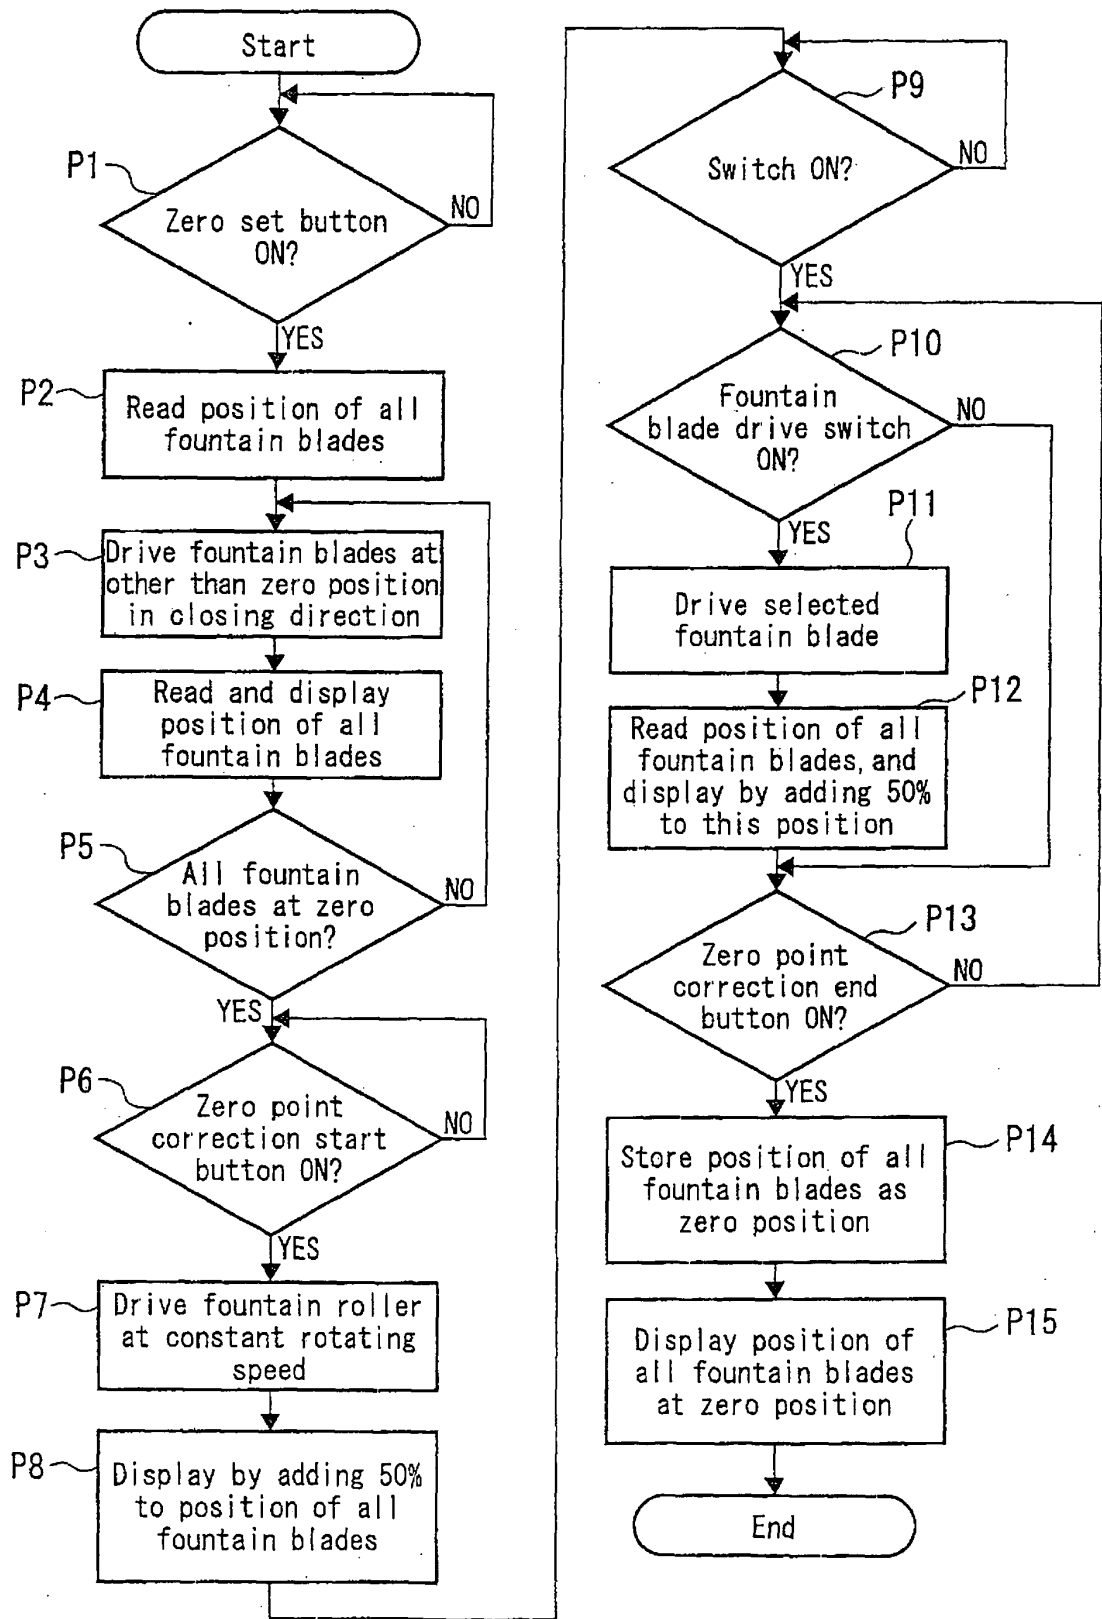 Start
P1
Zero set button
ON?
NO
YES
P2
Read position of all
fountain blades
P3
Drive fountain blades at
other than zero position
in closing direction
P4
Read and display
position of all
fountain blades
P5
All fountain
blades at zero
position?
NO
YES
P6
Zero point
correction start
button ON?
NO
YES
P7
Drive fountain roller
at constant rotating
speed
P8
Display by adding 50%
to position of all
fountain blades
P9
Switch ON?
NO
YES
P10
Fountain
blade drive switch
ON?
NO
YES
P11
Drive selected
fountain blade
P12
Read position of all
fountain blades, and
display by adding 50%
to this position
P13
Zero point
correction end
button ON?
NO
YES
P14
Store position of all
fountain blades as
zero position
P15
Display position of
all fountain blades
at zero position
End